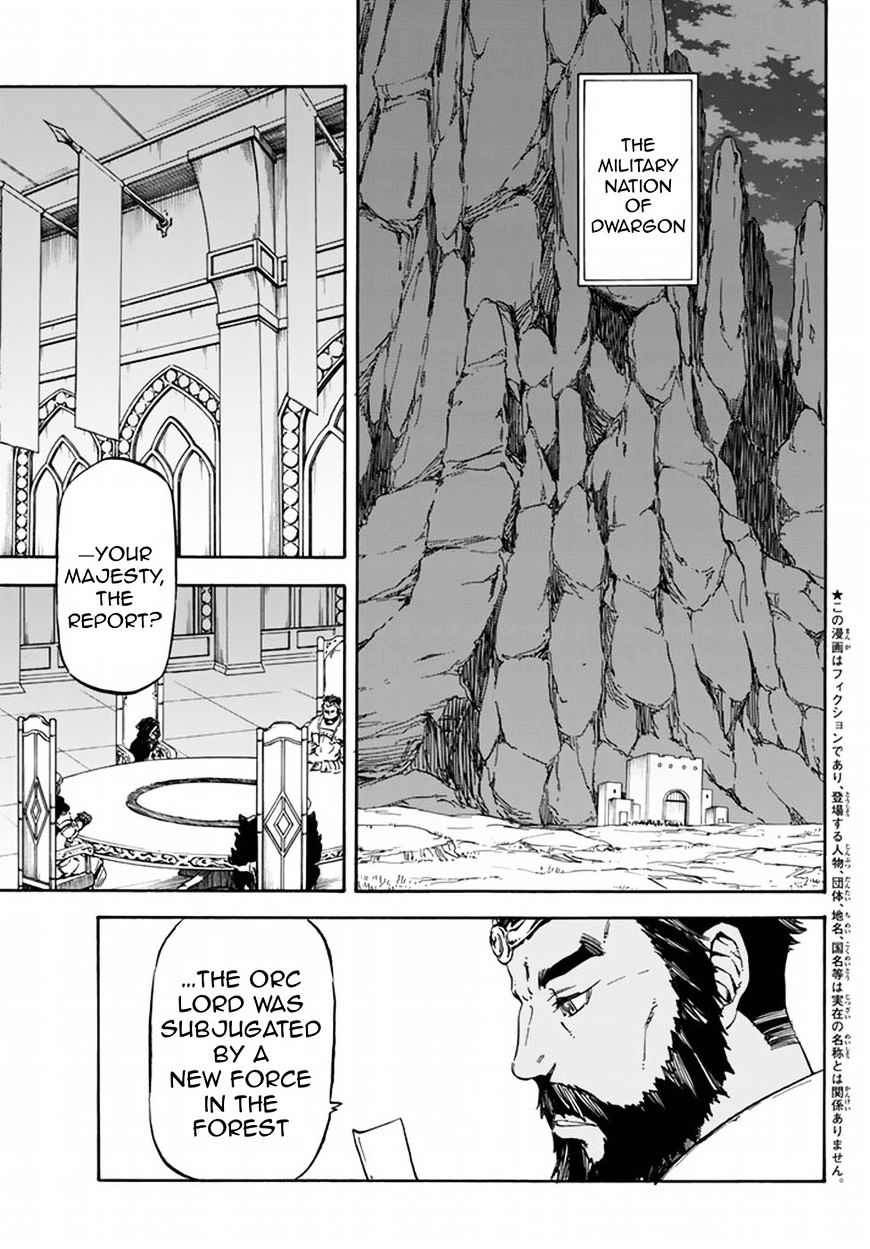 THE
MILITARY
NATION
OF
DWARGON
—YOUR
MAJESTY,
THE
REPORT?
...THE ORC
LORD WAS
SUBJUGATED
BY A
NEW FORCE
IN THE
FOREST
★この漫画はフィクションであり、登場する人物、団体、地名、国名等は実在の名称とは関係ありません。